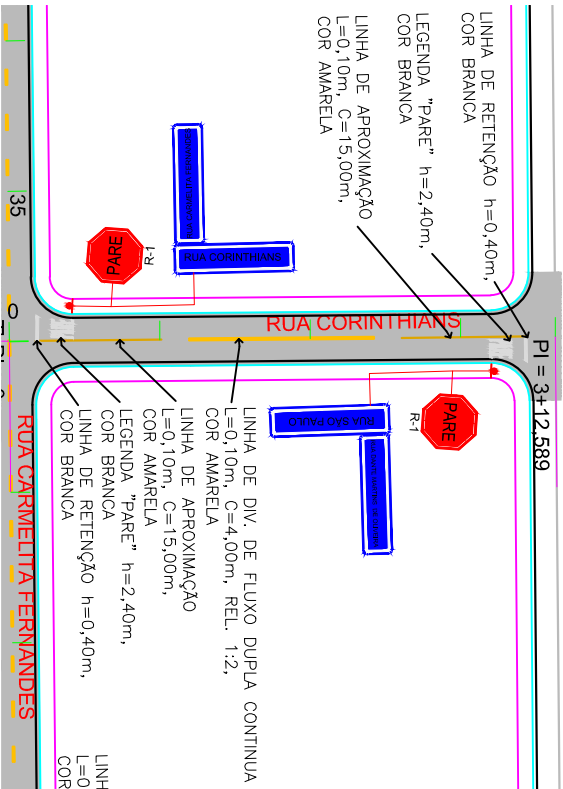 LINHA DE RETENÇÃO h=0,40m,
COR BRANCA
LEGENDA "PARE" h=2,40m,
COR BRANCA
LINHA DE APROXIMAÇÃO
L=0,10m, C=15,00m,
COR AMARELA
RUA CORINTHIANS
PARE
R-1
35
RUA CORINTHIANS
PI = 3+12,589
PARE
R-1
RUA SÃO PAULO
LINHA DE DIV. DE FLUXO DUPLA CONTINUA
L=0,10m, C=4,00m, REL. 1:2,
COR AMARELA
LINHA DE APROXIMAÇÃO
L=0,10m, C=15,00m,
COR AMARELA
LEGENDA "PARE" h=2,40m,
COR BRANCA
LINHA DE RETENÇÃO h=0,40m,
COR BRANCA
RUA CARMELITA FERNANDES
LINH
L=0
COR